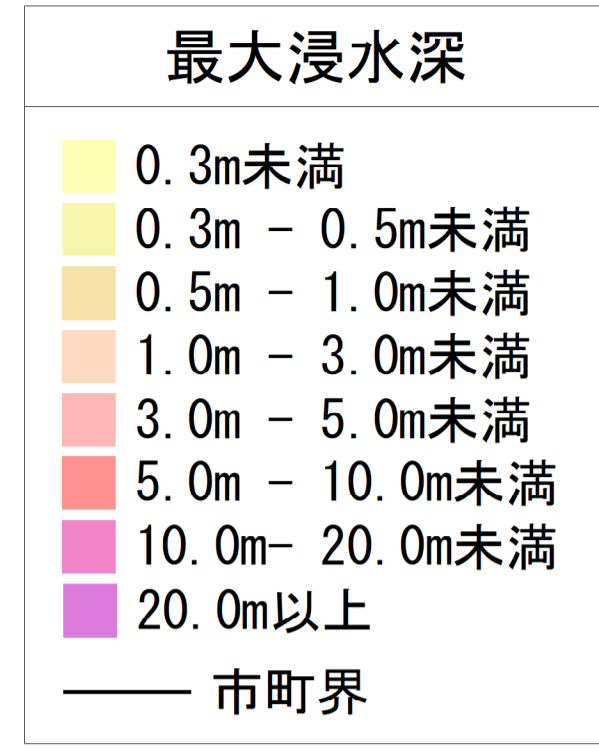 最大浸水深
0.3m未満
0.3m - 0.5m未満
0.5m - 1.0m未満
1.0m - 3.0m未満
3.0m - 5.0m未満
5.0m - 10.0m未満
10.0m- 20.0m未満
20.0m以上
市町界